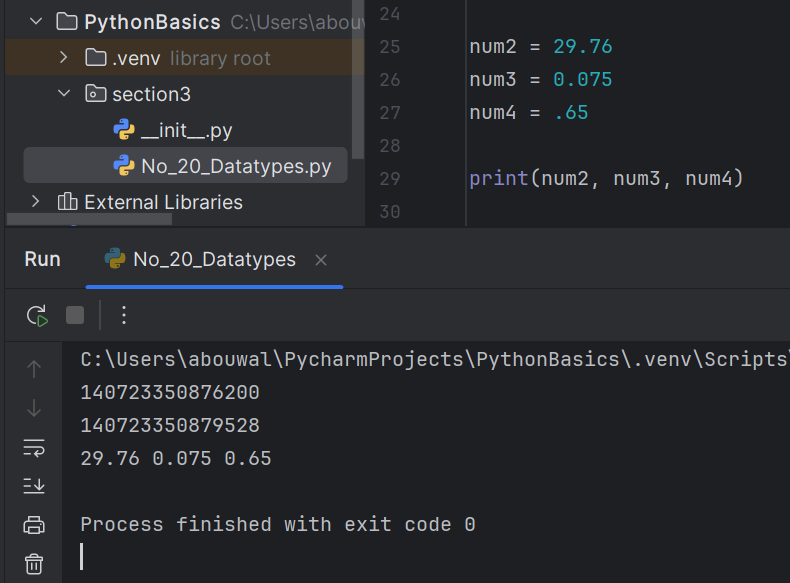 PythonBasics C:\Users\abouw
.venv library root
section3
__init__.py
No_20_Datatypes.py
External Libraries
24
25 num2 = 29.76
26 num3 = 0.075
27 num4 = .65
28
29 print(num2, num3, num4)
30
Run No_20_Datatypes
C:\Users\abouwal\PycharmProjects\PythonBasics\.venv\Scripts
140723350876200
140723350879528
29.76 0.075 0.65
Process finished with exit code 0